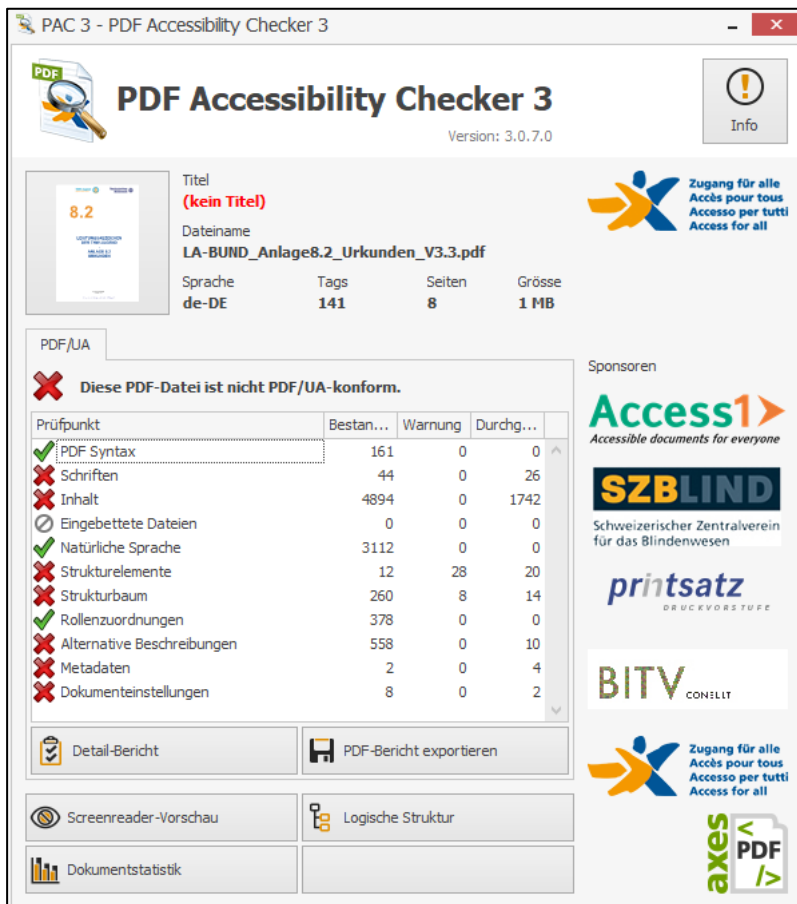 PAC 3 - PDF Accessibility Checker 3
PDF
PDF Accessibility Checker 3
Version: 3.0.7.0
Info
8.2
Titel
(kein Titel)
Dateiname
LA-BUND_Anlage8.2_Urkunden_V3.3.pdf
Sprache Tags Seiten Grösse
de-DE 141 8 1 MB
Zugang für alle
Accès pour tous
Accesso per tutti
Access for all
PDF/UA
Diese PDF-Datei ist nicht PDF/UA-konform.
Prüfpunkt Bestan... Warnung Durchg...
PDF Syntax 161 0 0
Schriften 44 0 26
Inhalt 4894 0 1742
Eingebettete Dateien 0 0 0
Natürliche Sprache 3112 0 0
Strukturelemente 12 28 20
Strukturbaum 260 8 14
Rollenzuordnungen 378 0 0
Alternative Beschreibungen 558 0 10
Metadaten 2 0 4
Dokumenteinstellungen 8 0 2
Detail-Bericht
PDF-Bericht exportieren
Screenreader-Vorschau
Logische Struktur
Dokumentstatistik
Sponsoren
Access1
Accessible documents for everyone
SZBLIND
Schweizerischer Zentralverein
für das Blindenwesen
printsatz
DRUCKVORSTUFE
BITV CONSULT
Zugang für alle
Accès pour tous
Accesso per tutti
Access for all
axes
< PDF />